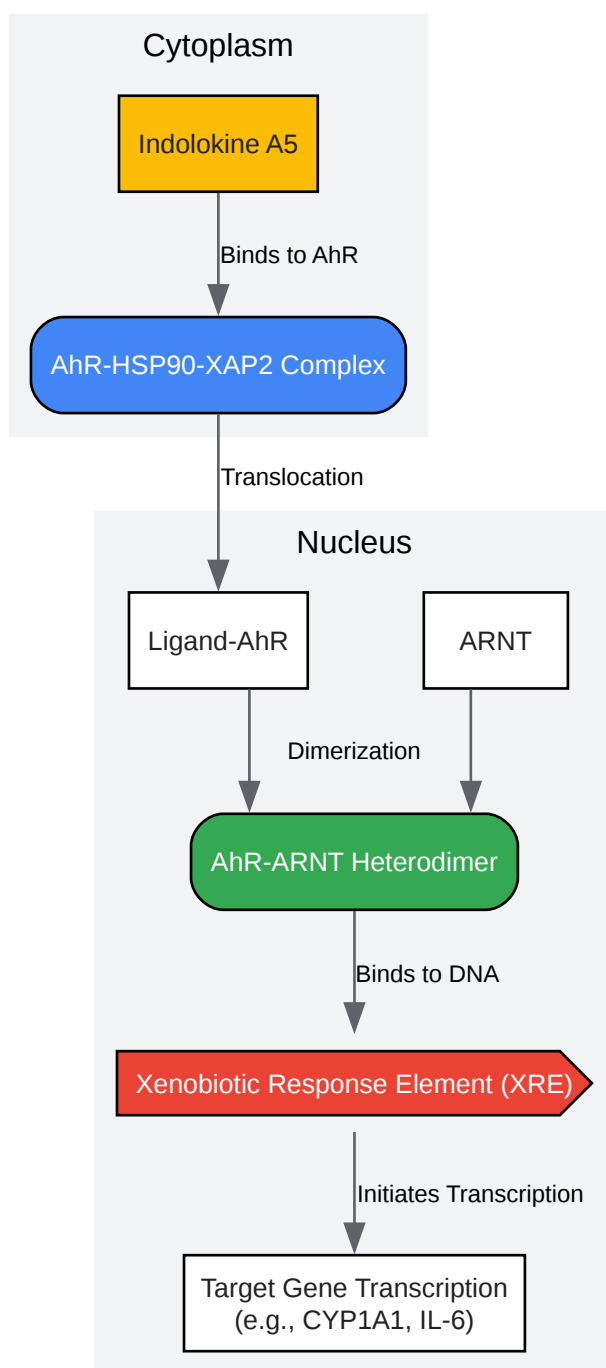 Cytoplasm
Indolokine A5
Binds to AhR
AhR-HSP90-XAP2 Complex
Translocation
Nucleus
Ligand-AhR
ARNT
Dimerization
AhR-ARNT Heterodimer
Binds to DNA
Xenobiotic Response Element (XRE)
Initiates Transcription
Target Gene Transcription
(e.g., CYP1A1, IL-6)